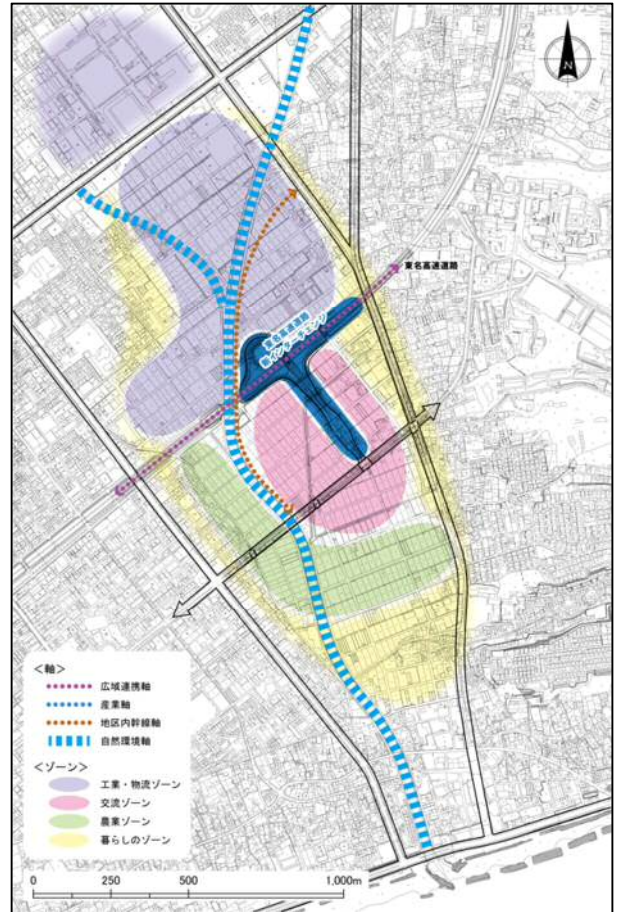 N
東名高速道路
東名高速道路
新インターチェンジ
<軸>
広域連携軸
産業軸
地区内幹線軸
自然環境軸
<ゾーン>
工業・物流ゾーン
交流ゾーン
農業ゾーン
暮らしのゾーン
0 250 500 1,000m